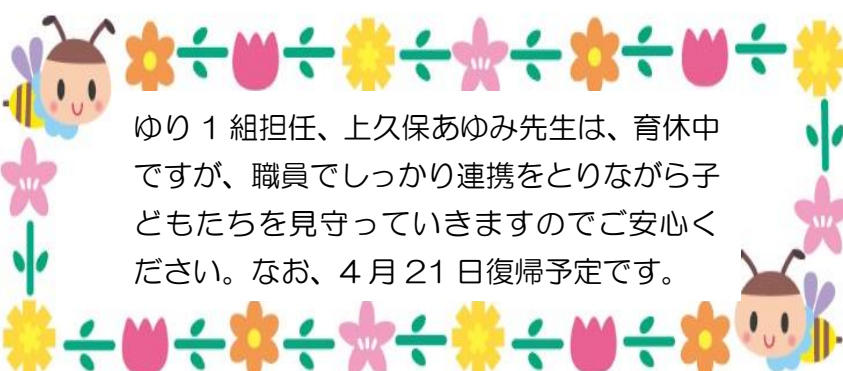 ゆり 1 組担任、上久保あゆみ先生は、育休中
ですが、職員でしっかり連携をとりながら子
どもたちを見守っていきますのでご安心く
ださい。なお、4 月 21 日復帰予定です。